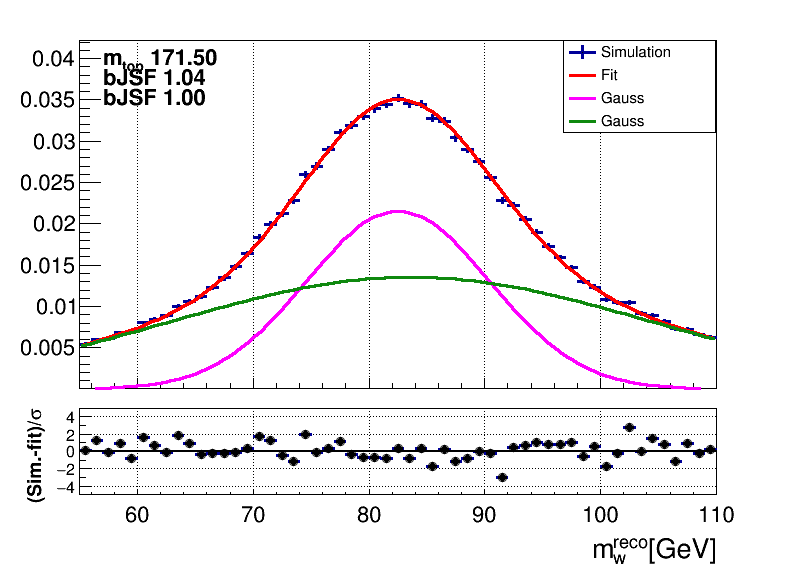 m_top 171.50
bJSF 1.04
bJSF 1.00
Simulation
Fit
Gauss
Gauss
0.04
0.035
0.03
0.025
0.02
0.015
0.01
0.005
(Sim.-fit)/σ
4
2
0
−2
−4
60 70 80 90 100 110
m_w^reco[GeV]